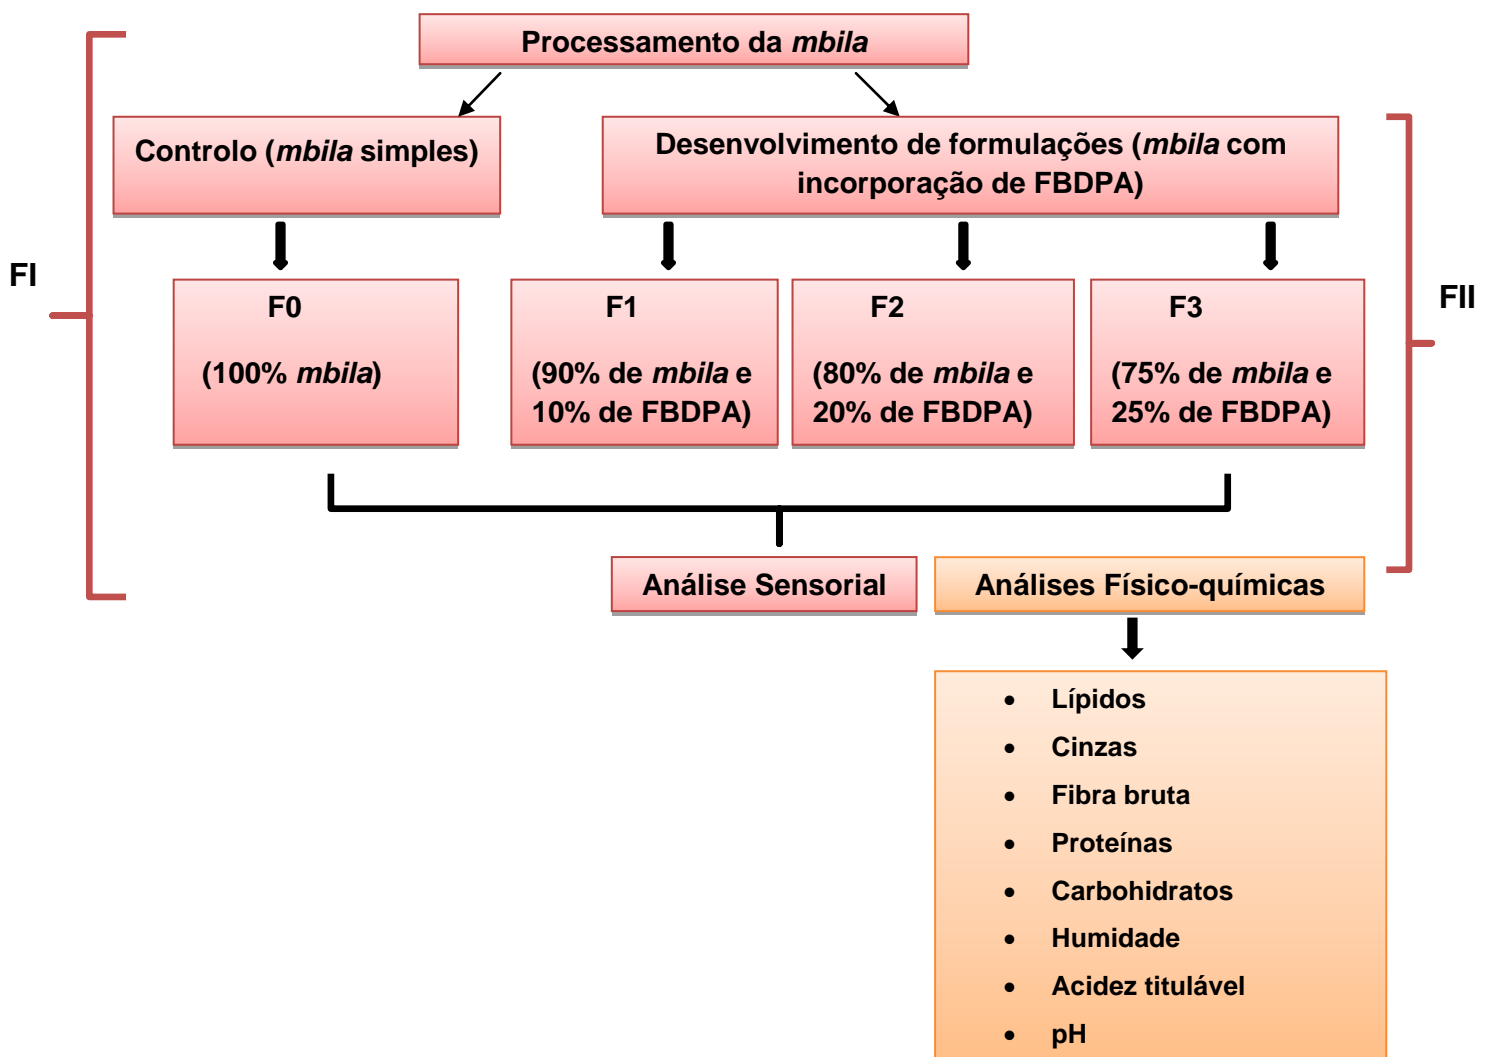 Processamento da mbila
Controlo (mbila simples)
Desenvolvimento de formulações (mbila com
incorporação de FBDPA)
FI
FII
F0
(100% mbila)
F1
(90% de mbila e
10% de FBDPA)
F2
(80% de mbila e
20% de FBDPA)
F3
(75% de mbila e
25% de FBDPA)
Análise Sensorial
Análises Físico-químicas
• Lípidos
• Cinzas
• Fibra bruta
• Proteínas
• Carbohidratos
• Humidade
• Acidez titulável
• pH